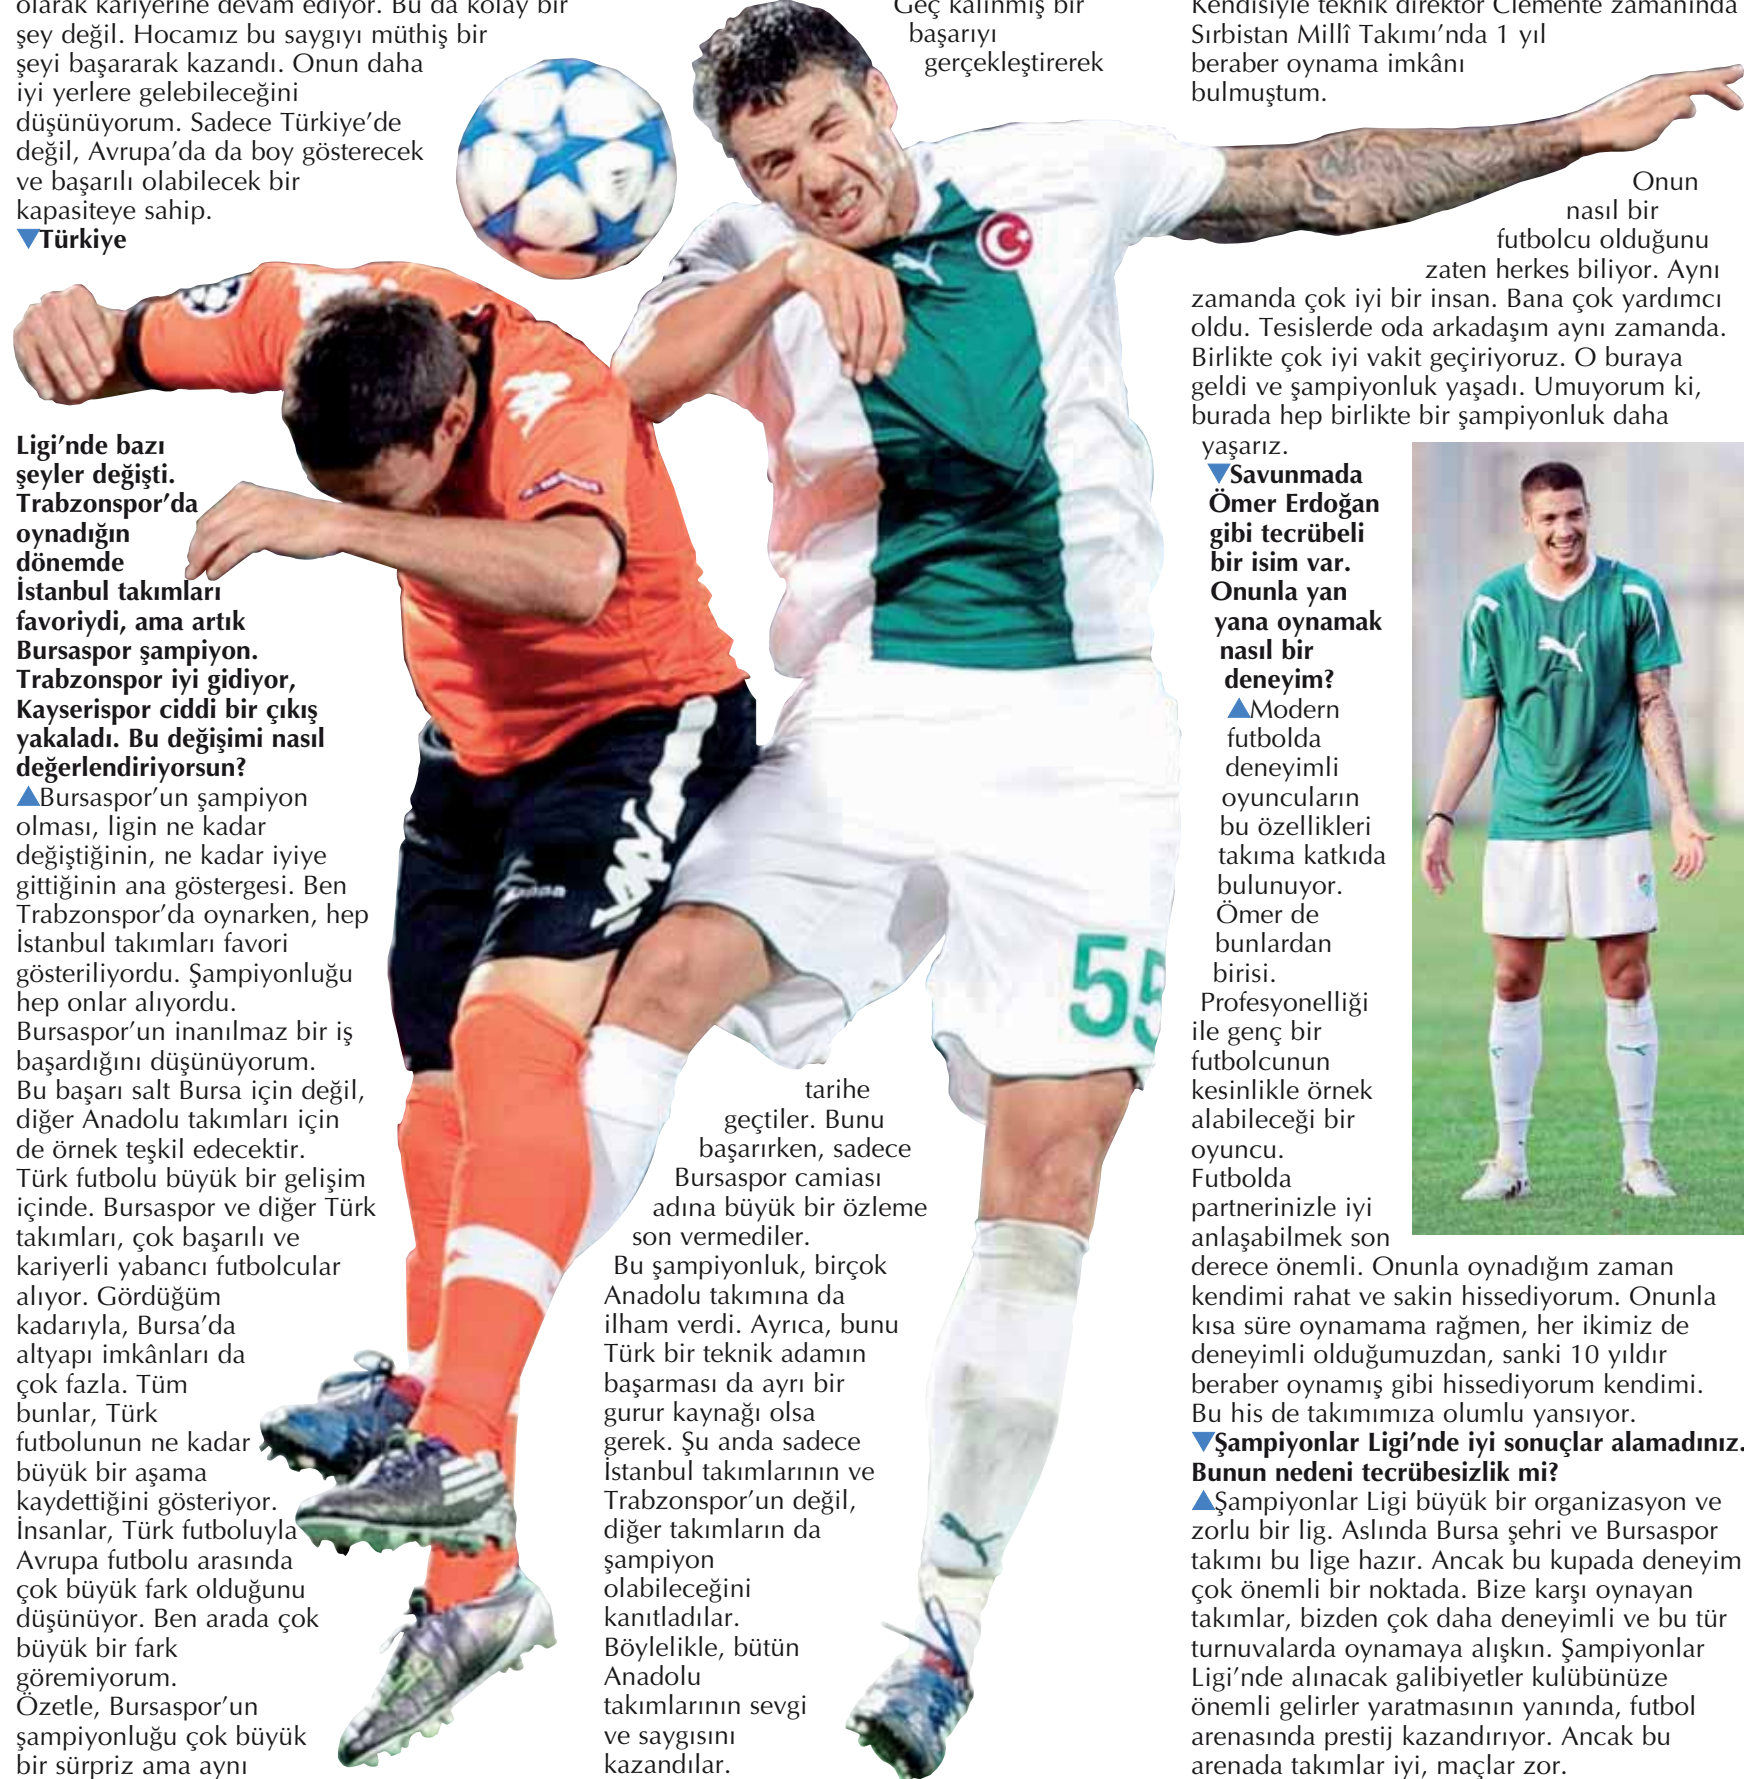 olarak kariyerine devam ediyor. Bu da kolay bir
şey değil. Hocamız bu saygıyı müthiş bir
şeyi başararak kazandı. Onun daha
iyi yerlere gelebileceğini
düşünüyorum. Sadece Türkiye’de
değil, Avrupa’da da boy gösterecek
ve başarılı olabilecek bir
kapasiteye sahip.
▼Türkiye
Ligi’nde bazı
şeyler değişti.
Trabzonspor’da
oynadığın
dönemde
İstanbul takımları
favoriydi, ama artık
Bursaspor şampiyon.
Trabzonspor iyi gidiyor,
Kayserispor ciddi bir çıkış
yakaladı. Bu değişimi nasıl
değerlendiriyorsun?
▲Bursaspor’un şampiyon
olması, ligin ne kadar
değiştiğinin, ne kadar iyiye
gittiğinin ana göstergesi. Ben
Trabzonspor’da oynarken, hep
İstanbul takımları favori
gösteriliyordu. Şampiyonluğu
hep onlar alıyordu.
Bursaspor’un inanılmaz bir iş
başardığını düşünüyorum.
Bu başarı salt Bursa için değil,
diğer Anadolu takımları için
de örnek teşkil edecektir.
Türk futbolu büyük bir gelişim
içinde. Bursaspor ve diğer Türk
takımları, çok başarılı ve
kariyerli yabancı futbolcular
alıyor. Gördüğüm
kadarıyla, Bursa’da
altyapı imkânları da
çok fazla. Tüm
bunlar, Türk
futbolunun ne kadar
büyük bir aşama
kaydettiğini gösteriyor.
İnsanlar, Türk futboluyla
Avrupa futbolu arasında
çok büyük fark olduğunu
düşünüyor. Ben arada çok
büyük bir fark
göremiyorum.
Özetle, Bursaspor’un
şampiyonluğu çok büyük
bir sürpriz ama aynı
Geç kalınmış bir
başarıyı
gerçekleştirerek
55
tarihe
geçtiler. Bunu
başarırken, sadece
Bursaspor camiası
adına büyük bir özleme
son vermediler.
Bu şampiyonluk, birçok
Anadolu takımına da
ilham verdi. Ayrıca, bunu
Türk bir teknik adamın
başarması da ayrı bir
gurur kaynağı olsa
gerek. Şu anda sadece
İstanbul takımlarının ve
Trabzonspor’un değil,
diğer takımların da
şampiyon
olabileceğini
kanıtladılar.
Böylelikle, bütün
Anadolu
takımlarının sevgi
ve saygısını
kazandılar.
Kendisiyle teknik direktör Clemente zamanında
Sırbistan Millî Takımı’nda 1 yıl
beraber oynama imkânı
bulmuştum.
Onun
nasıl bir
futbolcu olduğunu
zaten herkes biliyor. Aynı
zamanda çok iyi bir insan. Bana çok yardımcı
oldu. Tesislerde oda arkadaşım aynı zamanda.
Birlikte çok iyi vakit geçiriyoruz. O buraya
geldi ve şampiyonluk yaşadı. Umuyorum ki,
burada hep birlikte bir şampiyonluk daha
yaşarız.
▼Savunmada
Ömer Erdoğan
gibi tecrübeli
bir isim var.
Onunla yan
yana oynamak
nasıl bir
deneyim?
▲Modern
futbolda
deneyimli
oyuncuların
bu özellikleri
takıma katkıda
bulunuyor.
Ömer de
bunlardan
birisi.
Profesyonelliği
ile genç bir
futbolcunun
kesinlikle örnek
alabileceği bir
oyuncu.
Futbolda
partnerinizle iyi
anlaşabilmek son
derece önemli. Onunla oynadığım zaman
kendimi rahat ve sakin hissediyorum. Onunla
kısa süre oynamama rağmen, her ikimiz de
deneyimli olduğumuzdan, sanki 10 yıldır
beraber oynamış gibi hissediyorum kendimi.
Bu his de takımımıza olumlu yansıyor.
▼Şampiyonlar Ligi’nde iyi sonuçlar alamadınız.
Bunun nedeni tecrübesizlik mi?
▲Şampiyonlar Ligi büyük bir organizasyon ve
zorlu bir lig. Aslında Bursa şehri ve Bursaspor
takımı bu lige hazır. Ancak bu kupada deneyim
çok önemli bir noktada. Bize karşı oynayan
takımlar, bizden çok daha deneyimli ve bu tür
turnuvalarda oynamaya alışkın. Şampiyonlar
Ligi’nde alınacak galibiyetler kulübünüze
önemli gelirler yaratmasının yanında, futbol
arenasında prestij kazandırıyor. Ancak bu
arenada takımlar iyi, maçlar zor.